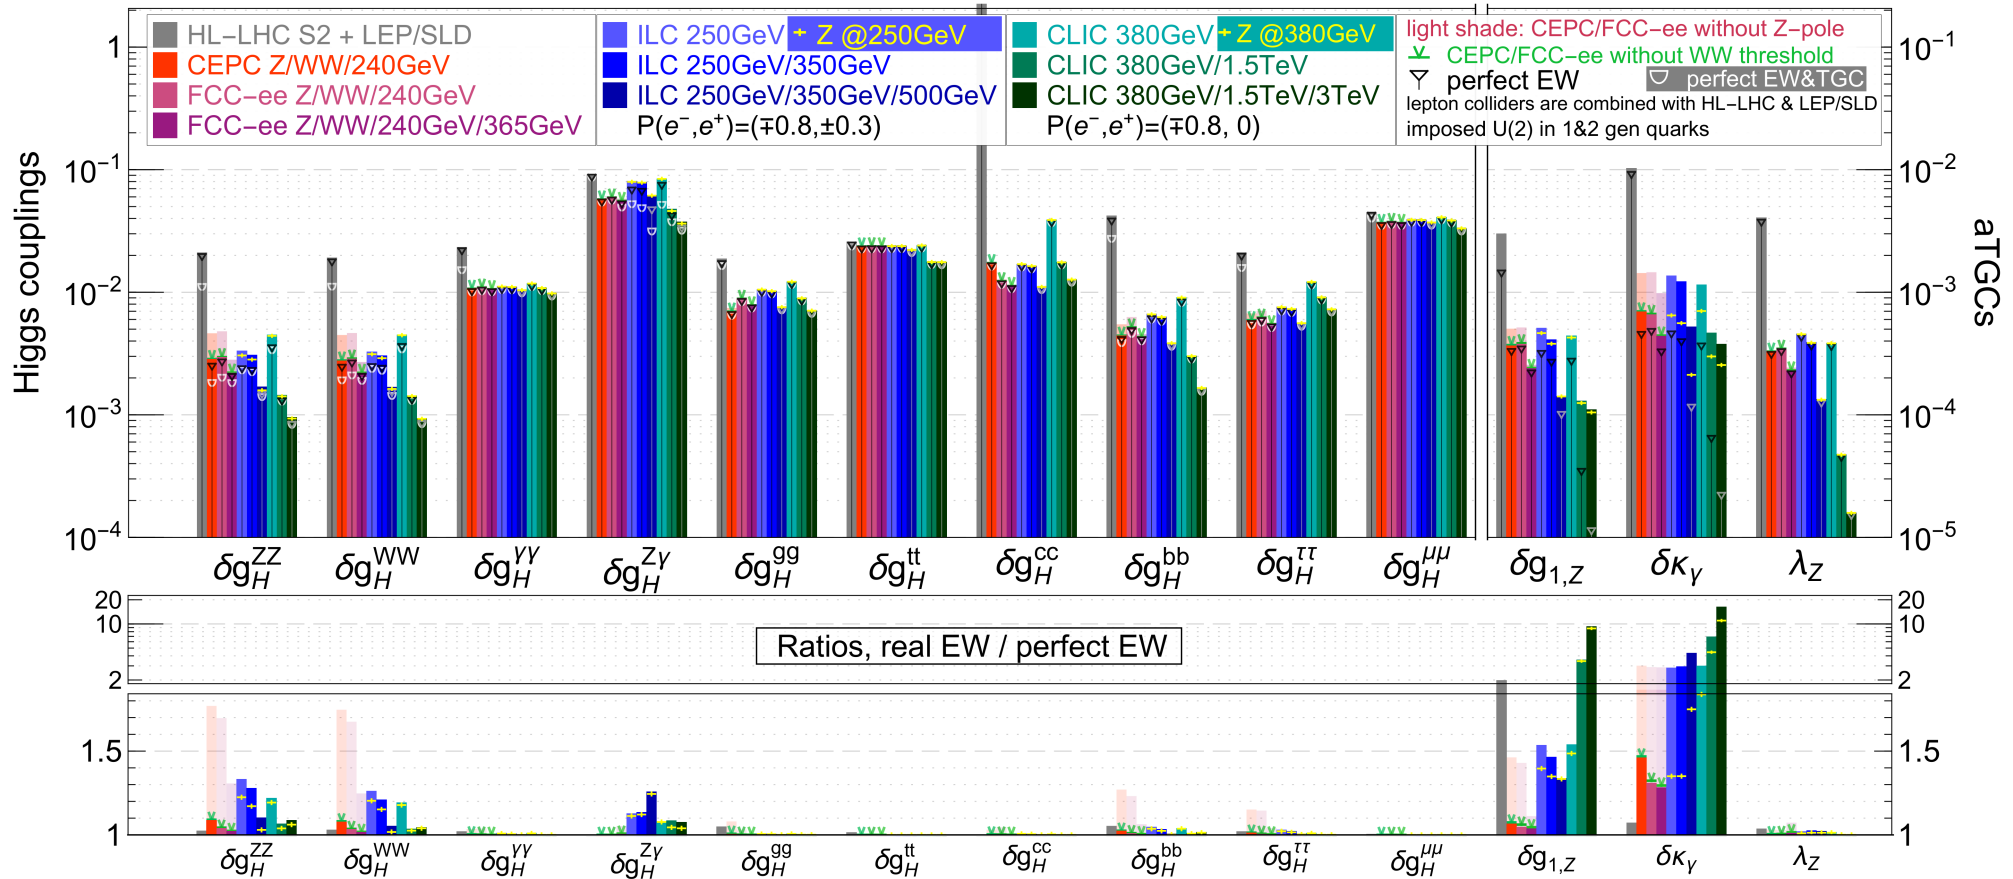 HL−LHC S2 + LEP/SLD
CEPC Z/WW/240GeV
FCC−ee Z/WW/240GeV
FCC−ee Z/WW/240GeV/365GeV
ILC 250GeV
Z @250GeV
ILC 250GeV/350GeV
ILC 250GeV/350GeV/500GeV
P(e⁻,e⁺)=(∓0.8,±0.3)
CLIC 380GeV
Z @380GeV
CLIC 380GeV/1.5TeV
CLIC 380GeV/1.5TeV/3TeV
P(e⁻,e⁺)=(∓0.8, 0)
light shade: CEPC/FCC−ee without Z−pole
CEPC/FCC−ee without WW threshold
perfect EW
perfect EW&TGC
lepton colliders are combined with HL−LHC & LEP/SLD
imposed U(2) in 1&2 gen quarks
Higgs couplings
1
10⁻¹
10⁻²
10⁻³
10⁻⁴
aTGCs
10⁻¹
10⁻²
10⁻³
10⁻⁴
10⁻⁵
δg_H^ZZ
δg_H^WW
δg_H^γγ
δg_H^Zγ
δg_H^gg
δg_H^tt
δg_H^cc
δg_H^bb
δg_H^ττ
δg_H^μμ
δg_1,Z
δκ_γ
λ_Z
Ratios, real EW / perfect EW
20
10
2
1.5
1
20
10
2
1.5
1
δg_H^ZZ
δg_H^WW
δg_H^γγ
δg_H^Zγ
δg_H^gg
δg_H^tt
δg_H^cc
δg_H^bb
δg_H^ττ
δg_H^μμ
δg_1,Z
δκ_γ
λ_Z